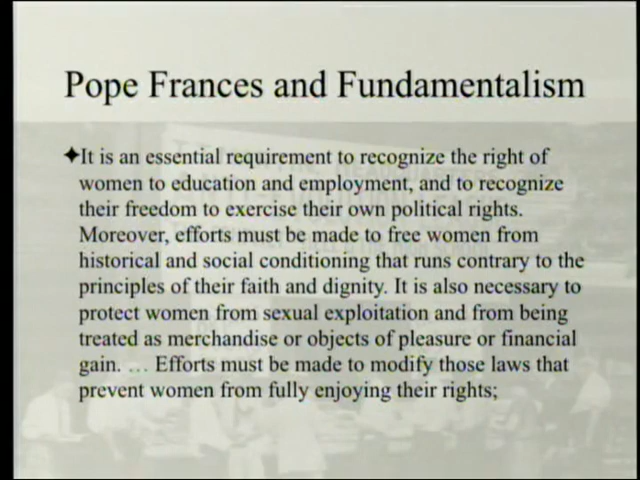 Pope Frances and Fundamentalism
✦It is an essential requirement to recognize the right of
women to education and employment, and to recognize
their freedom to exercise their own political rights.
Moreover, efforts must be made to free women from
historical and social conditioning that runs contrary to the
principles of their faith and dignity. It is also necessary to
protect women from sexual exploitation and from being
treated as merchandise or objects of pleasure or financial
gain. … Efforts must be made to modify those laws that
prevent women from fully enjoying their rights;